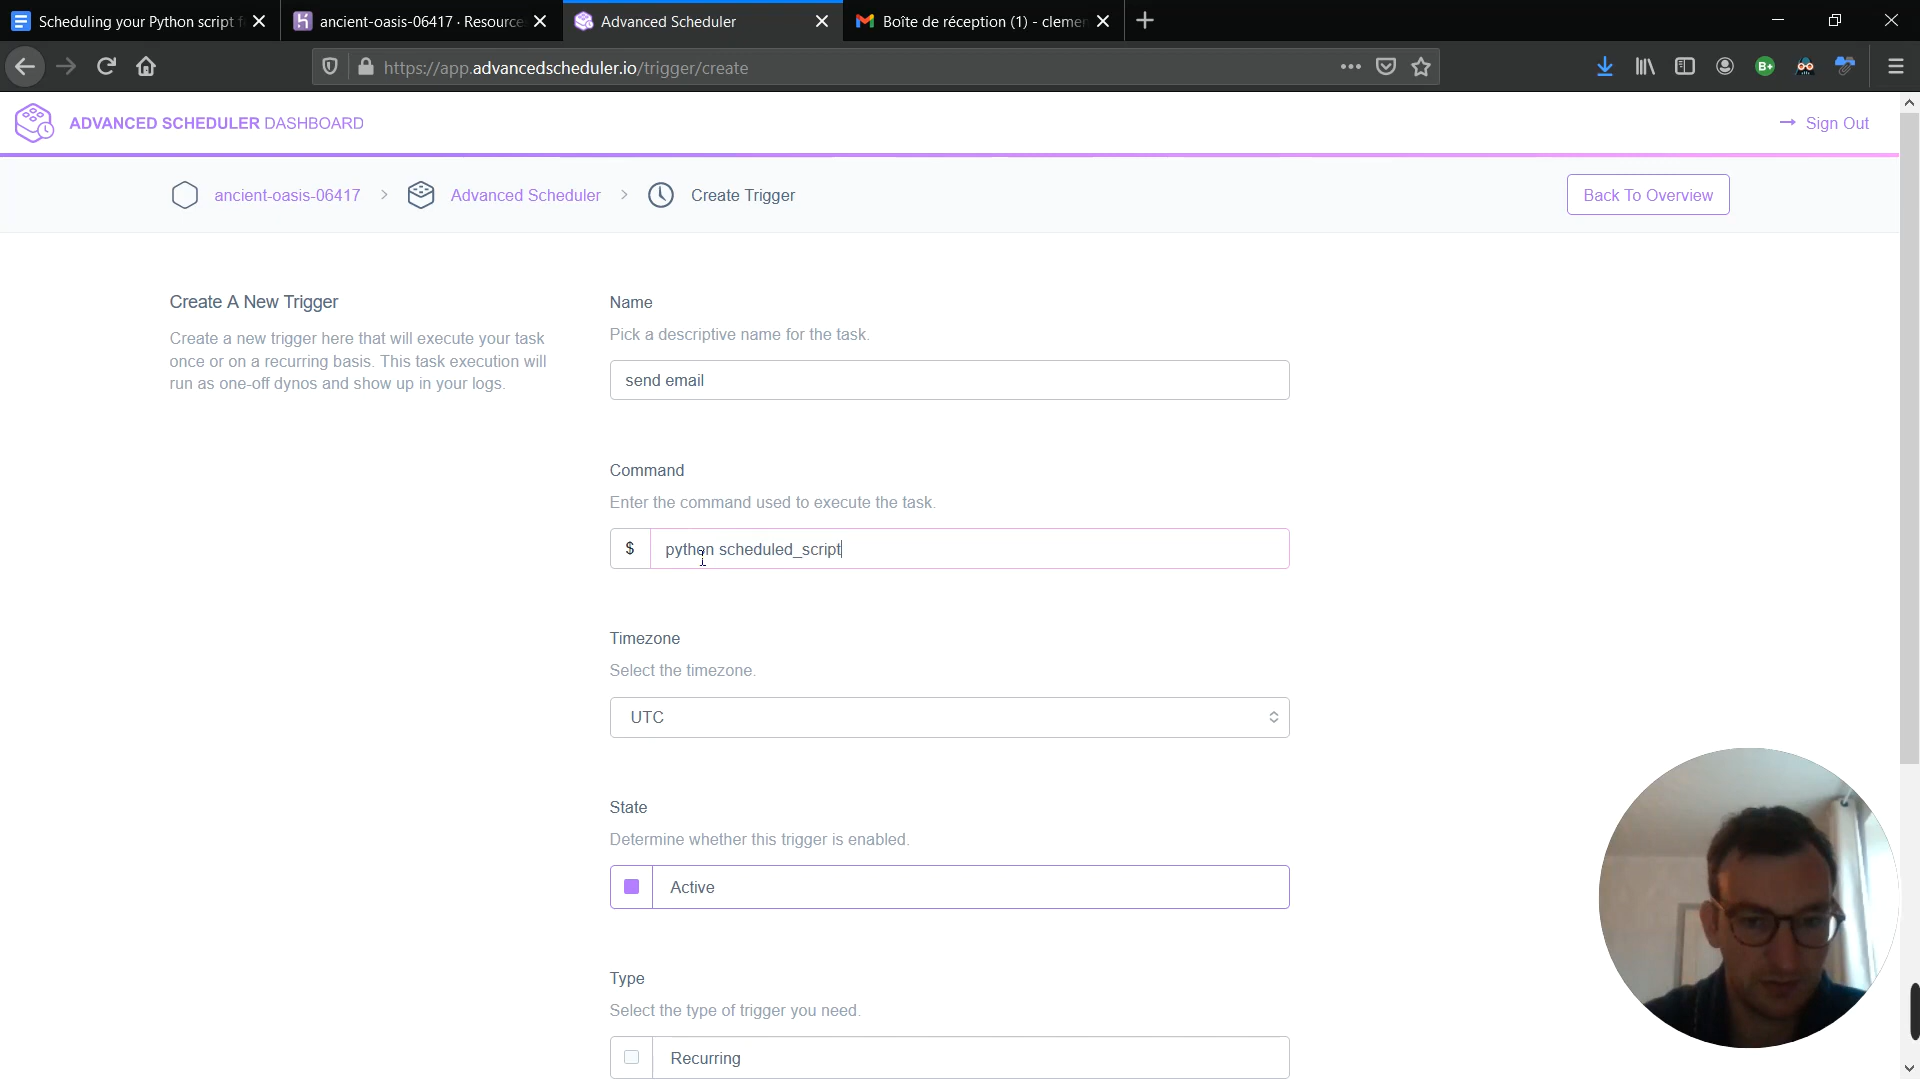 Scheduling your Python script f
ancient-oasis-06417 · Resource
Advanced Scheduler
Boîte de réception (1) - clemen
https://app.advancedscheduler.io/trigger/create
B+
ADVANCED SCHEDULER DASHBOARD
→ Sign Out
ancient-oasis-06417 > Advanced Scheduler > Create Trigger
Back To Overview
Create A New Trigger
Create a new trigger here that will execute your task
once or on a recurring basis. This task execution will
run as one-off dynos and show up in your logs.
Name
Pick a descriptive name for the task.
send email
Command
Enter the command used to execute the task.
$ python scheduled_script
Timezone
Select the timezone.
UTC
State
Determine whether this trigger is enabled.
Active
Type
Select the type of trigger you need.
Recurring